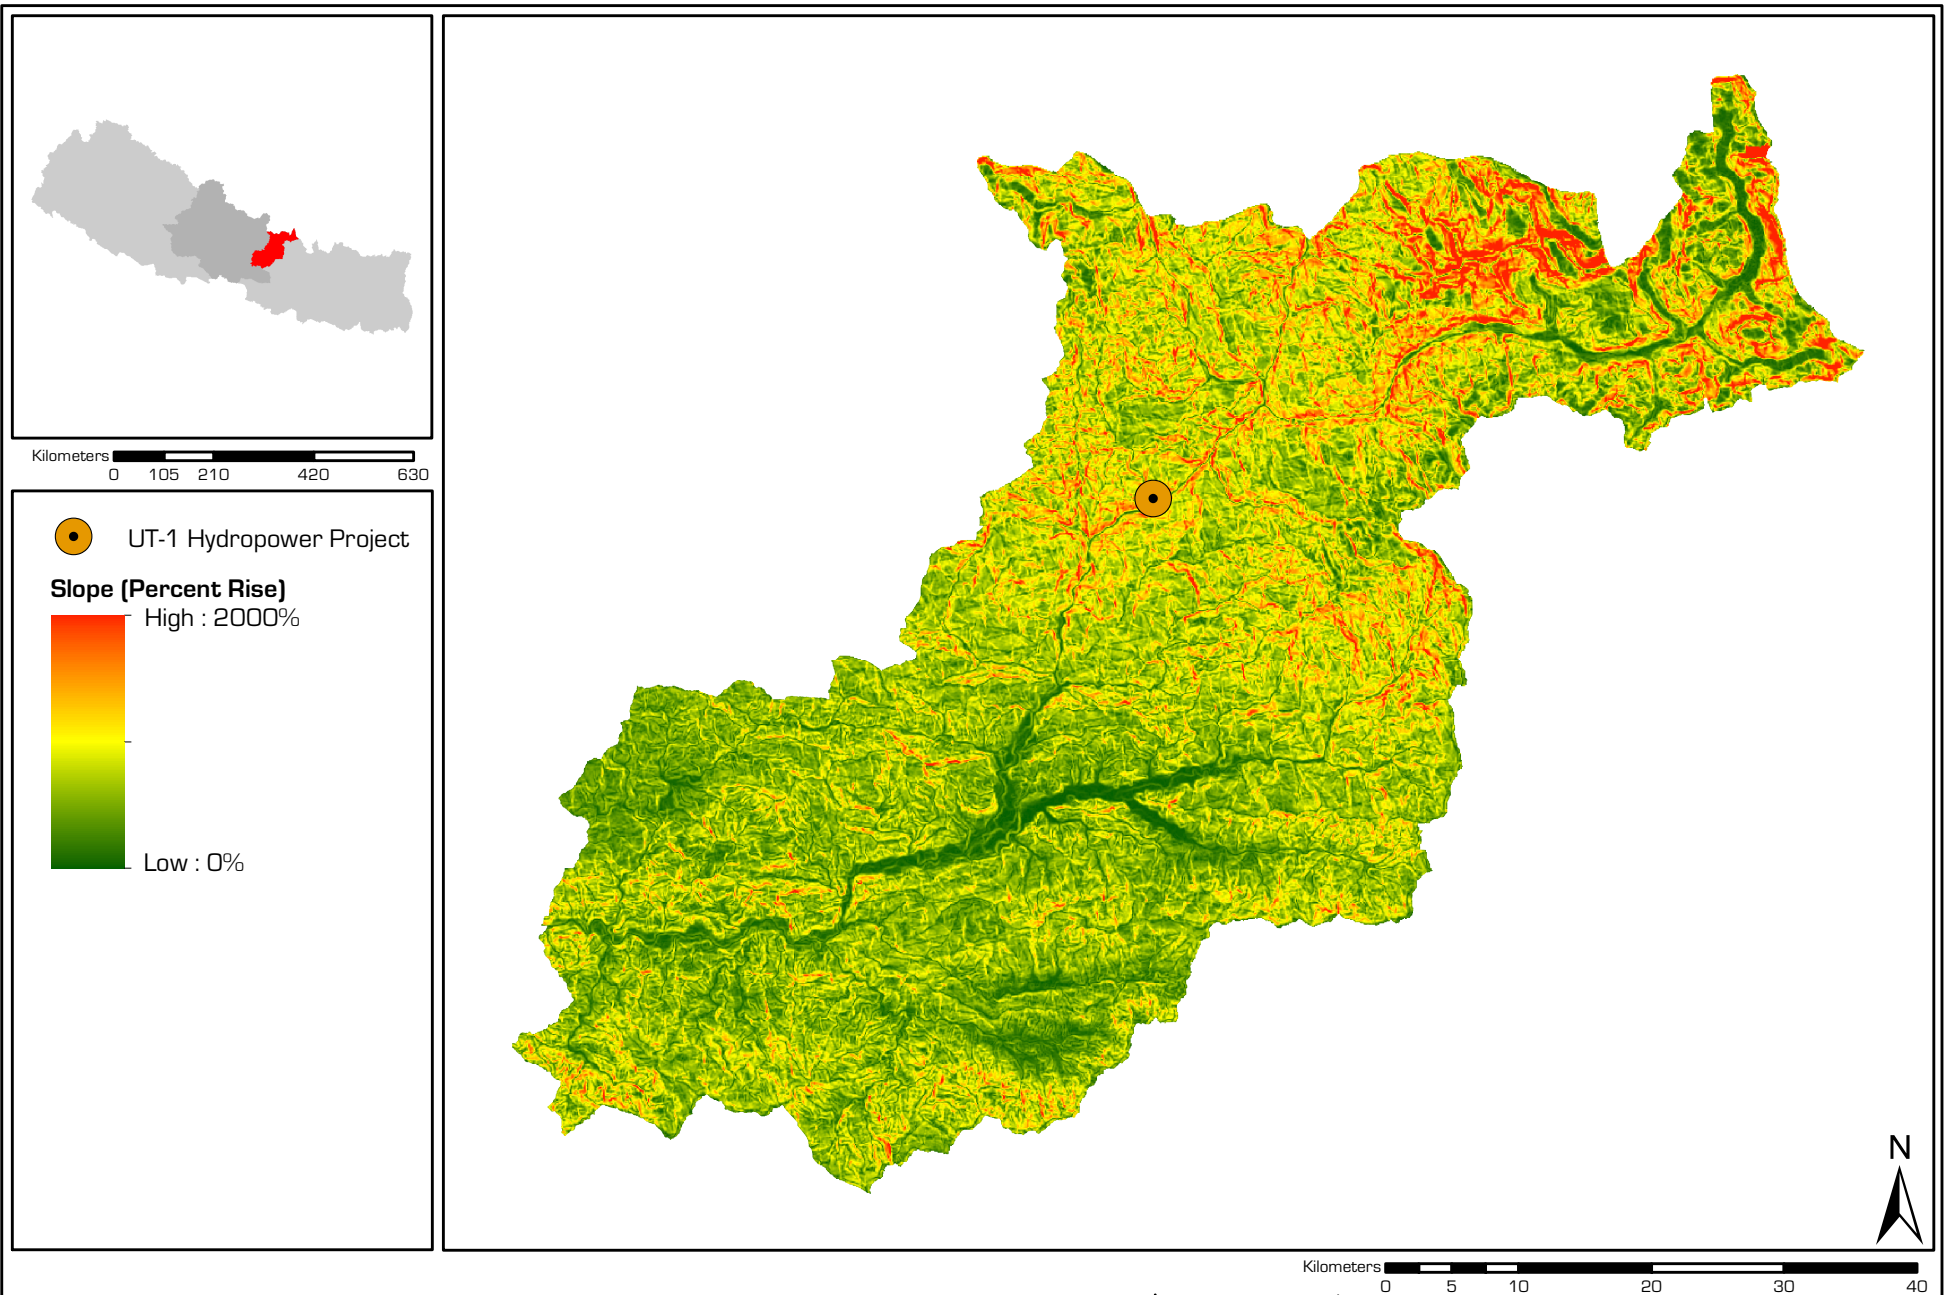 Kilometers
0 105 210 420 630
UT-1 Hydropower Project
Slope (Percent Rise)
High : 2000%
Low : 0%
N
Kilometers
0 5 10 20 30 40